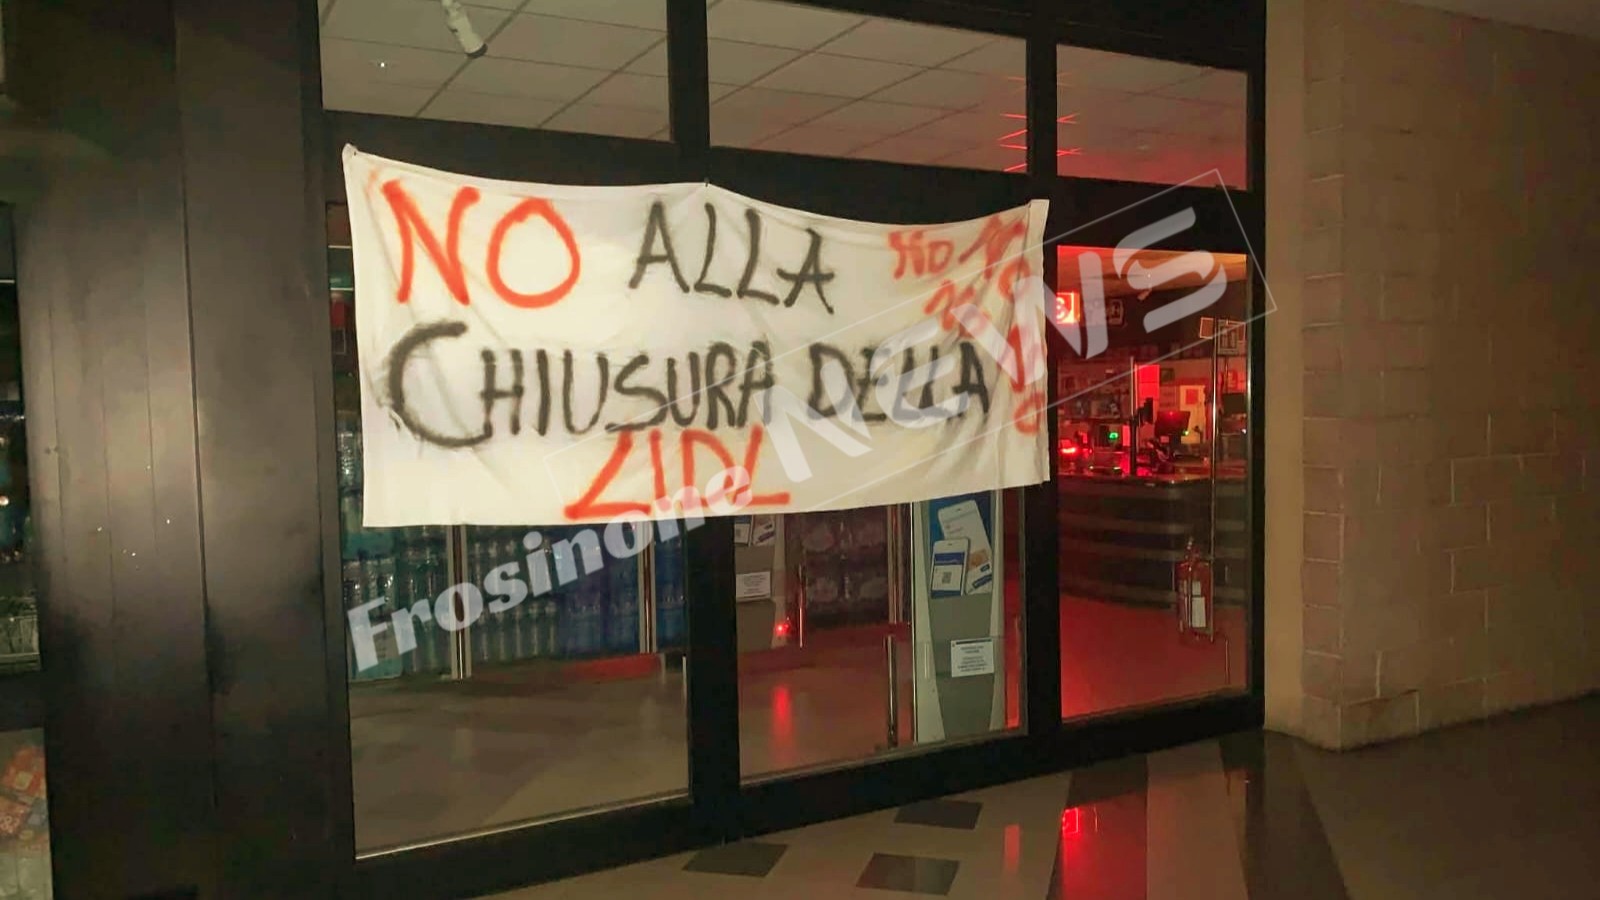 NO ALLA
CHIUSURA DELLA
LIDL
Frosinone NEWS